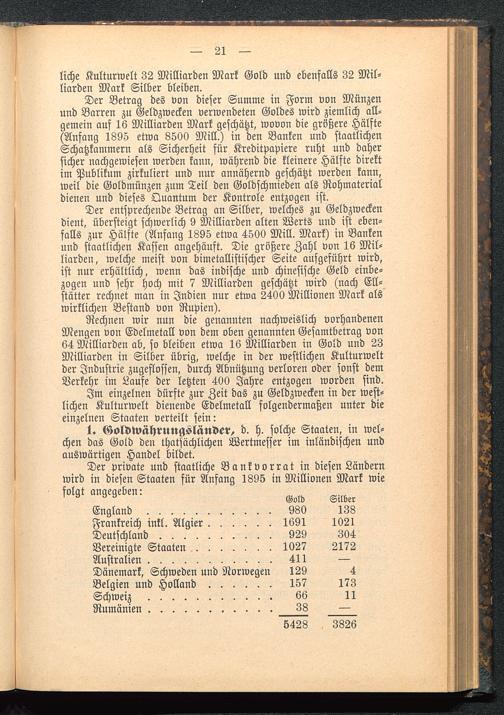 — 21 —
liche Kulturwelt 32 Milliarden Mark Gold und ebenfalls 32 Mil-
liarden Mark Silber bleiben.
Der Betrag des von dieser Summe in Form von Münzen
und Barren zu Geldzwecken verwendeten Goldes wird ziemlich all-
gemein auf 16 Milliarden Mark geschätzt, wovon die größere Hälfte
(Anfang 1895 etwa 8500 Mill.) in den Banken und staatlichen
Schatzkammern als Sicherheit für Kreditpapiere ruht und daher
sicher nachgewiesen werden kann, während die kleinere Hälfte direkt
im Publikum zirkuliert und nur annähernd geschätzt werden kann,
weil die Goldmünzen zum Teil den Goldschmieden als Rohmaterial
dienen und dieses Quantum der Kontrole entzogen ist.
Der entsprechende Betrag an Silber, welches zu Geldzwecken
dient, übersteigt schwerlich 9 Milliarden alten Werts und ist eben-
falls zur Hälfte (Anfang 1895 etwa 4500 Mill. Mark) in Banken
und staatlichen Kassen angehäuft. Die größere Zahl von 16 Mil-
liarden, welche meist von bimetallistischer Seite aufgeführt wird,
ist nur erhältlich, wenn das indische und chinesische Geld einbe-
zogen und sehr hoch mit 7 Milliarden geschätzt wird (nach Ell-
stätter rechnet man in Indien nur etwa 2400 Millionen Mark als
wirklichen Bestand von Rupien).
Rechnen wir nun die genannten nachweislich vorhandenen
Mengen von Edelmetall von dem oben genannten Gesamtbetrag von
64 Milliarden ab, so bleiben etwa 16 Milliarden in Gold und 23
Milliarden in Silber übrig, welche in der westlichen Kulturwelt
der Industrie zugeflossen, durch Abnützung verloren oder sonst dem
Verkehr im Laufe der letzten 400 Jahre entzogen worden sind.
Im einzelnen dürfte zur Zeit das zu Geldzwecken in der west-
lichen Kulturwelt dienende Edelmetall folgendermaßen unter die
einzelnen Staaten verteilt sein:
1. Goldwährungsländer, d. h. solche Staaten, in wel-
chen das Gold den thatsächlichen Wertmesser im inländischen und
auswärtigen Handel bildet.
Der private und staatliche Bankvorrat in diesen Ländern
wird in diesen Staaten für Anfang 1895 in Millionen Mark wie
folgt angegeben:
Gold Silber
England . . . . . . . . . . . 980 138
Frankreich inkl. Algier . . . . . . 1691 1021
Deutschland . . . . . . . . . . 929 304
Vereinigte Staaten . . . . . . . 1027 2172
Australien . . . . . . . . . . 411 —
Dänemark, Schweden und Norwegen 129 4
Belgien und Holland . . . . . . . 157 173
Schweiz . . . . . . . . . . . 66 11
Rumänien . . . . . . . . . . 38 —
5428 3826